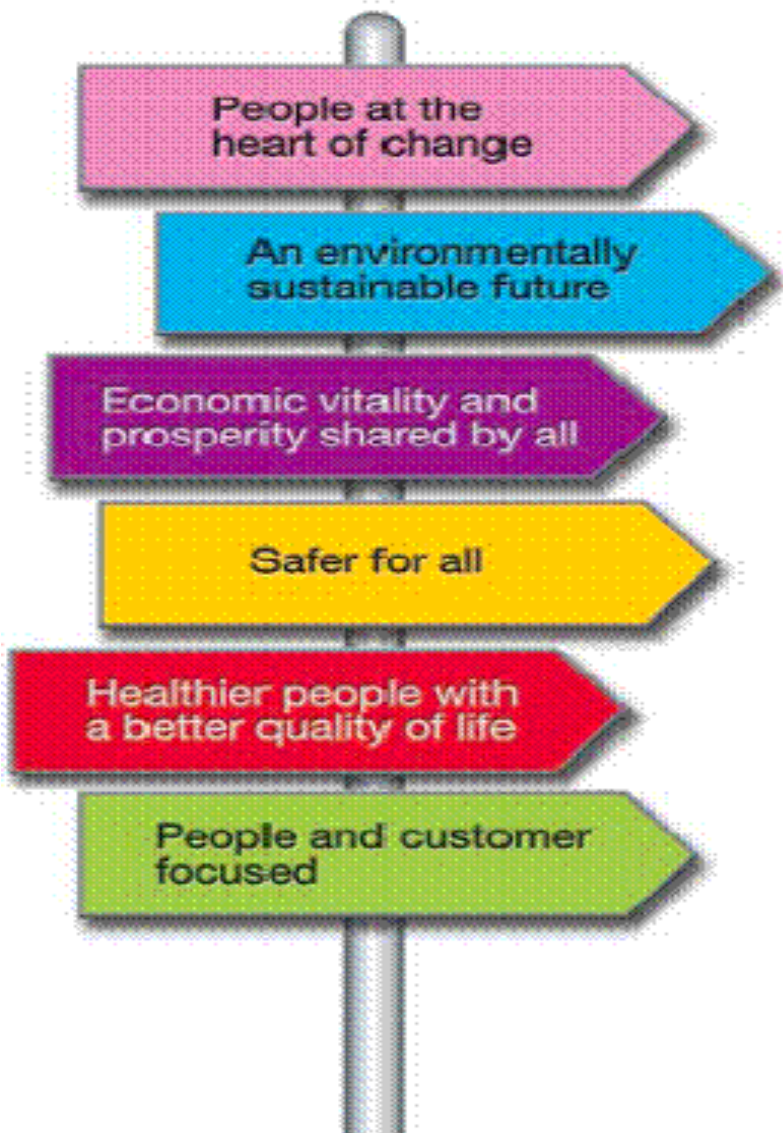 People at the
heart of change
An environmentally
sustainable future
Economic vitality and
prosperity shared by all
Safer for all
Healthier people with
a better quality of life
People and customer
focused